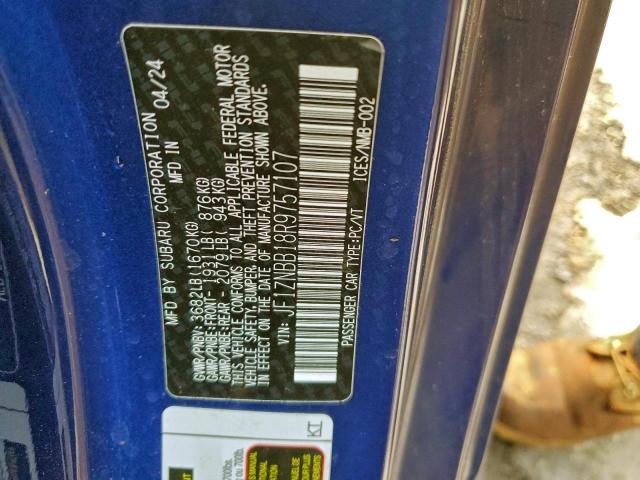 MFD BY SUBARU CORPORATION 04/24
MFD IN
GVWR/PNBV: 3682LB(1670KG)
GAWR/PNBE:FRONT- 1931LB( 876KG)
GAWR/PNBE:REAR - 2079LB( 943KG)
THIS VEHICLE CONFORMS TO ALL APPLICABLE FEDERAL MOTOR
VEHICLE SAFETY,BUMPER,AND THEFT PREVENTION STANDARDS
IN EFFECT ON THE DATE OF MANUFACTURE SHOWN ABOVE.
VIN: JF1ZNBB18R9757107
PASSENGER CAR TYPE:PC/VT ICES/NMB-002
KI